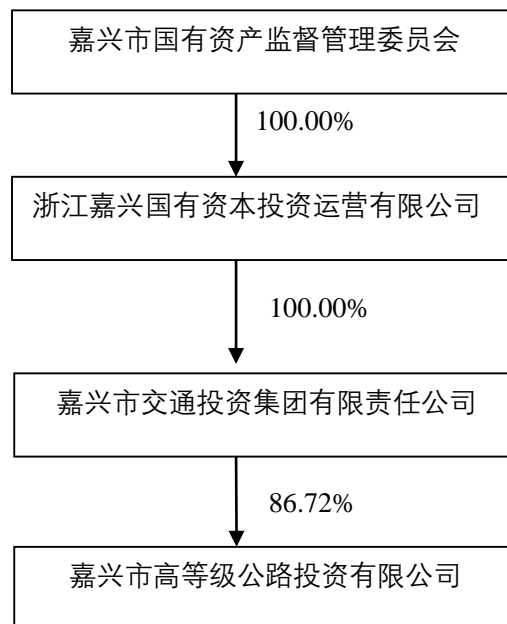 嘉兴市国有资产监督管理委员会
100.00%
浙江嘉兴国有资本投资运营有限公司
100.00%
嘉兴市交通投资集团有限责任公司
86.72%
嘉兴市高等级公路投资有限公司